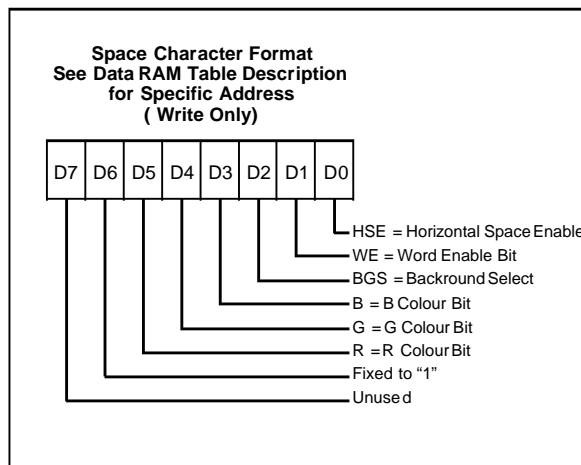 Space Character Format
See Data RAM Table Description
for Specific Address
( Write Only)
D7 D6 D5 D4 D3 D2 D1 D0
HSE = Horizontal Space Enable
WE = Word Enable Bit
BGS = Backround Select
B = B Colour Bit
G = G Colour Bit
R = R Colour Bit
Fixed to “1”
Unused